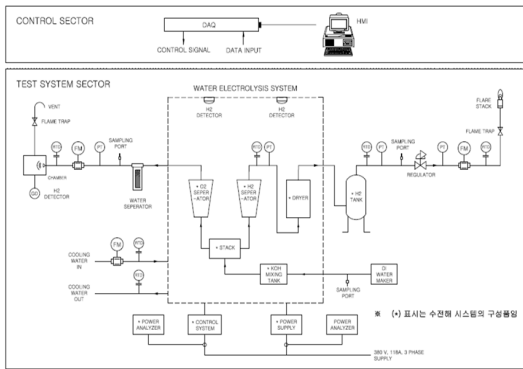 CONTROL SECTOR
DAQ
HMI
CONTROL SIGNAL
DATA INPUT
TEST SYSTEM SECTOR
WATER ELECTROLYSIS SYSTEM
VENT
FLAME TRAP
H2
DETECTOR
H2
DETECTOR
FLARE
STACK
FLAME TRAP
RTD
FM
PT
SAMPLING
PORT
RTD
PT
RTD
PT
SAMPLING
PORT
RTD
FM
PT
RTD
REGULATOR
CHAMBER
GD
H2
DETECTOR
WATER
SEPERATOR
* O2
SEPER
-ATOR
* H2
SEPER
-ATOR
* DRYER
* H2
TANK
FM
RTD
* STACK
COOLING
WATER
IN
RTD
COOLING
WATER
OUT
* KOH
MIXING
TANK
DI
WATER
MAKER
SAMPLING
PORT
※ (*) 표시는 수전해 시스템의 구성품임
* POWER
ANALYZER
* CONTROL
SYSTEM
* POWER
SUPPLY
POWER
ANALYZER
380 V, 118A, 3 PHASE
SUPPLY